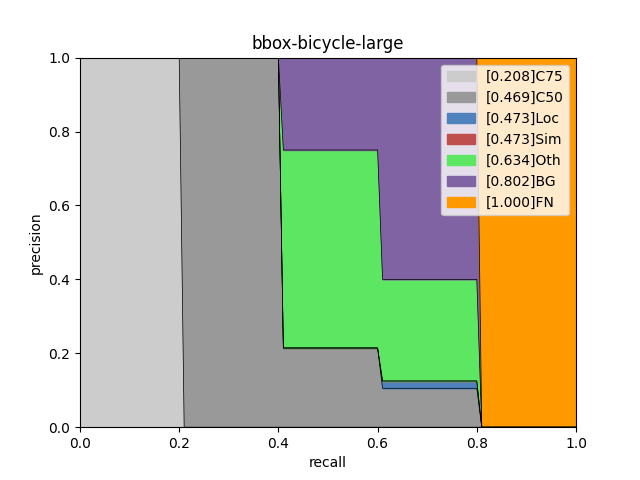 bbox-bicycle-large
1.0
0.8
0.6
0.4
0.2
0.0
precision
[0.208]C75
[0.469]C50
[0.473]Loc
[0.473]Sim
[0.634]Oth
[0.802]BG
[1.000]FN
0.0 0.2 0.4 0.6 0.8 1.0
recall